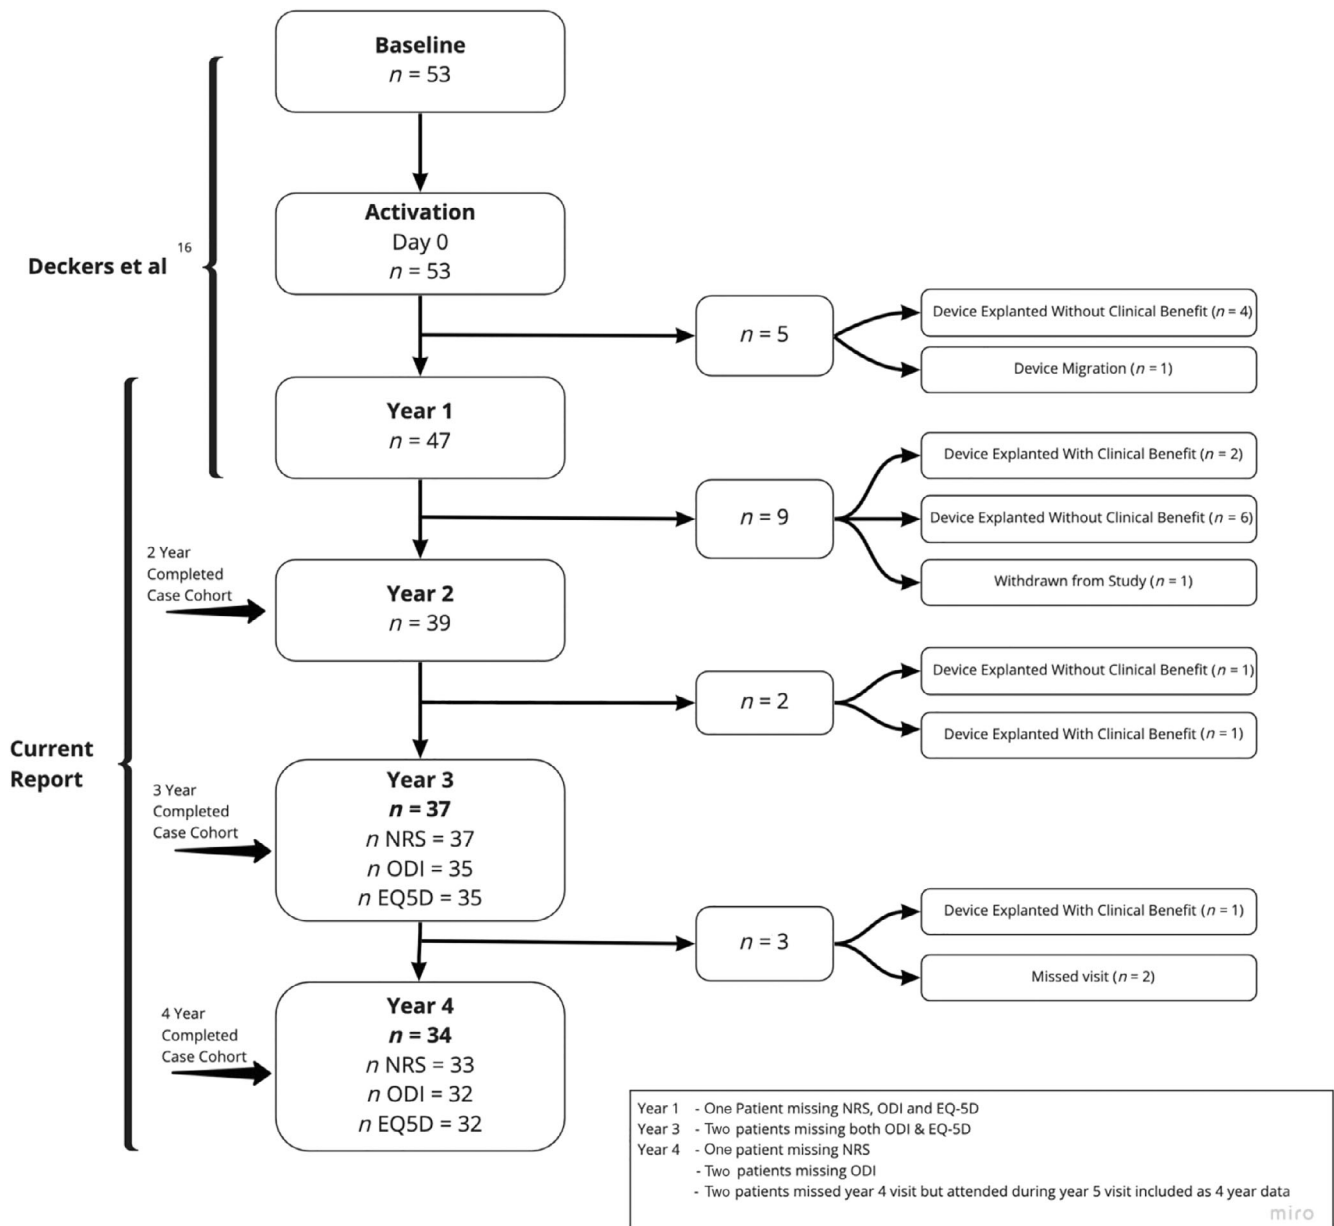 Baseline
n = 53
Activation
Day 0
n = 53
Deckers et al 16
n = 5
Device Explanted Without Clinical Benefit (n = 4)
Device Migration (n = 1)
Year 1
n = 47
n = 9
Device Explanted With Clinical Benefit (n = 2)
Device Explanted Without Clinical Benefit (n = 6)
Withdrawn from Study (n = 1)
2 Year
Completed
Case Cohort
Year 2
n = 39
n = 2
Device Explanted Without Clinical Benefit (n = 1)
Device Explanted With Clinical Benefit (n = 1)
Current
Report
3 Year
Completed
Case Cohort
Year 3
n = 37
n NRS = 37
n ODI = 35
n EQ5D = 35
n = 3
Device Explanted With Clinical Benefit (n = 1)
Missed visit (n = 2)
4 Year
Completed
Case Cohort
Year 4
n = 34
n NRS = 33
n ODI = 32
n EQ5D = 32
Year 1 - One Patient missing NRS, ODI and EQ-5D
Year 3 - Two patients missing both ODI & EQ-5D
Year 4 - One patient missing NRS
- Two patients missing ODI
- Two patients missed year 4 visit but attended during year 5 visit included as 4 year data
miro